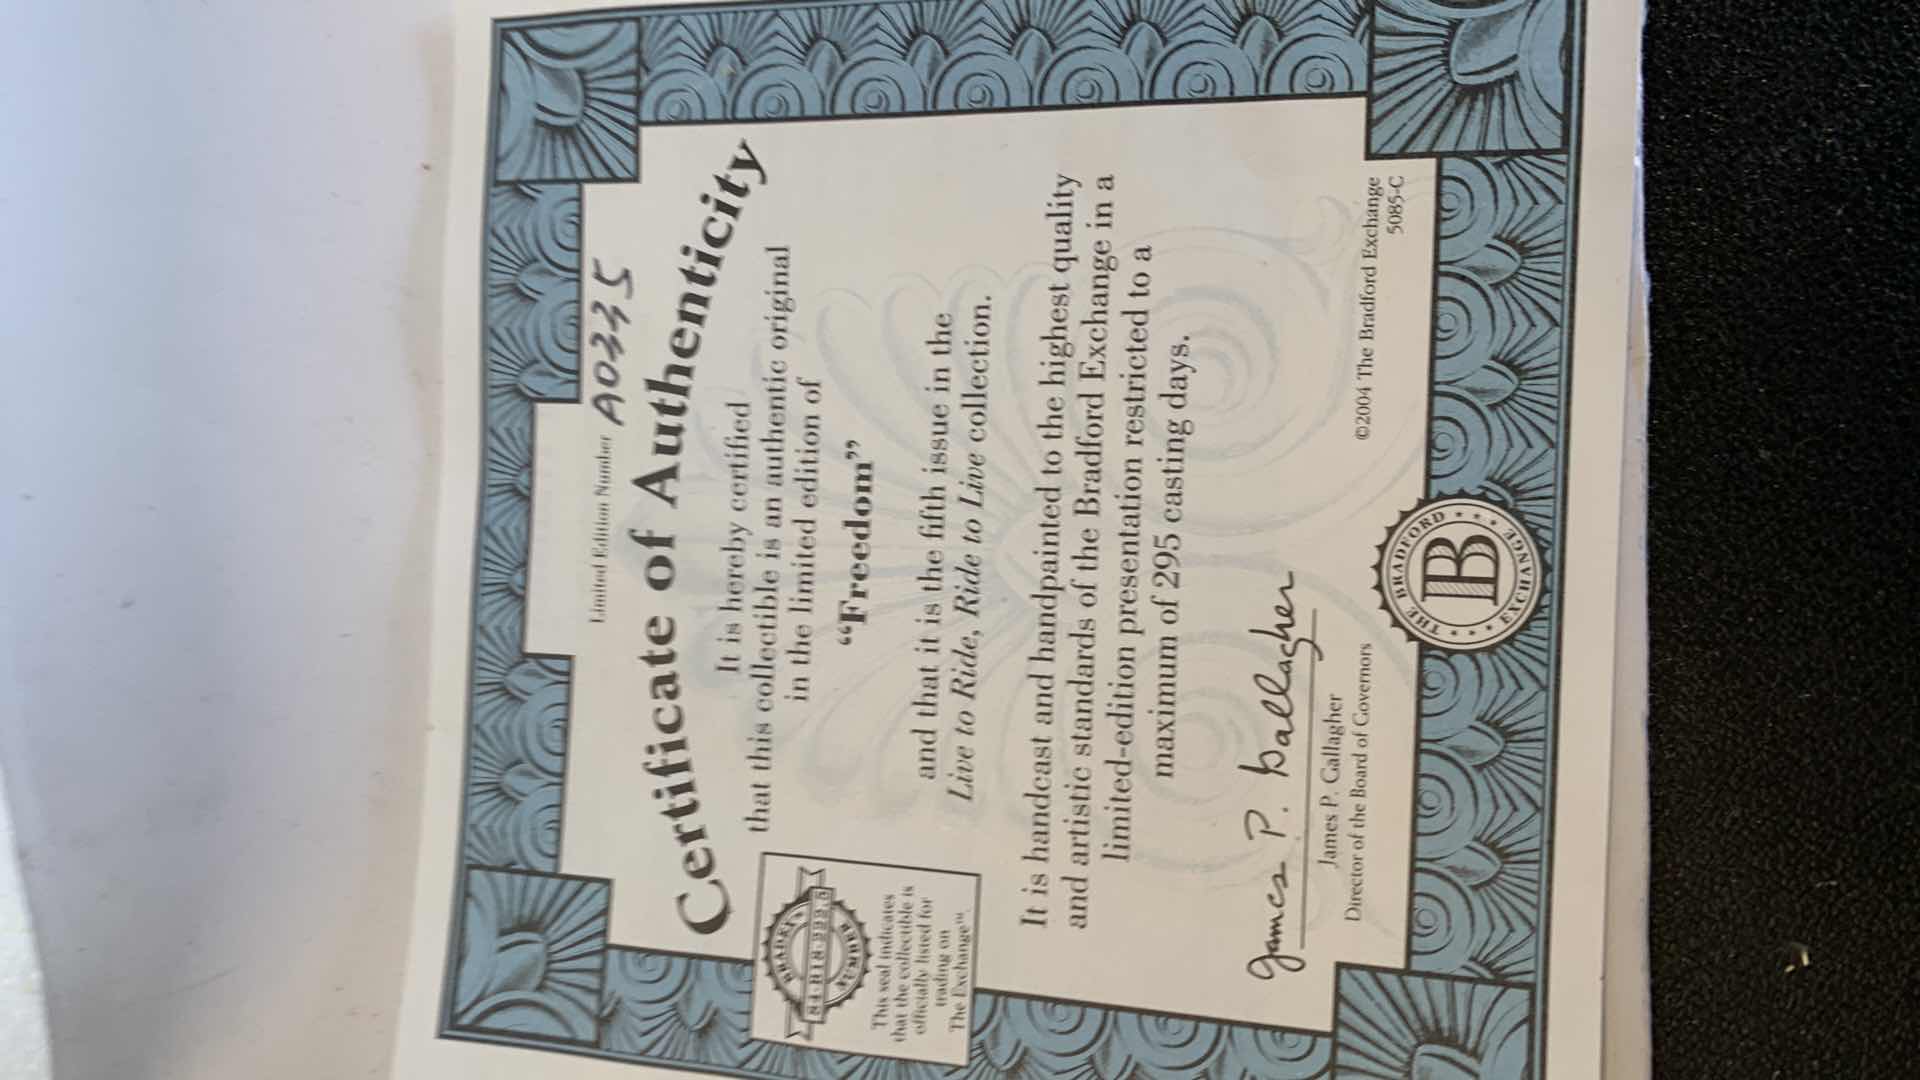 Limited Edition Number A0335
Certificate of Authenticity
It is hereby certified
that this collectible is an authentic original
in the limited edition of
“Freedom”
and that it is the fifth issue in the
Live to Ride, Ride to Live collection.
It is handcast and handpainted to the highest quality
and artistic standards of the Bradford Exchange in a
limited-edition presentation restricted to a
maximum of 295 casting days.
BRADEX
NUMBER
This seal indicates
that the collectible is
officially listed for
trading on
The Exchange℠.
James P. Gallagher
James P. Gallagher
Director of the Board of Governors
THE BRADFORD
B
EXCHANGE
©2004 The Bradford Exchange
5085-C